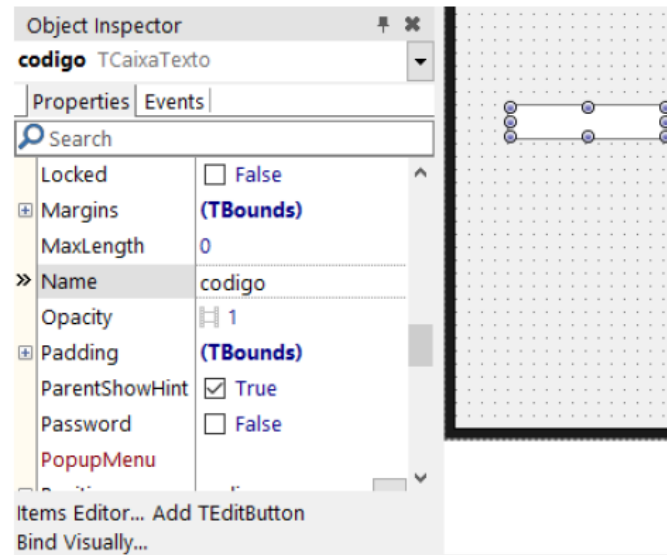 Object Inspector
codigo TCaixaTexto
Properties Events
Search
Locked False
Margins (TBounds)
MaxLength 0
» Name codigo
Opacity 1
Padding (TBounds)
ParentShowHint True
Password False
PopupMenu
Items Editor... Add TEditButton
Bind Visually...